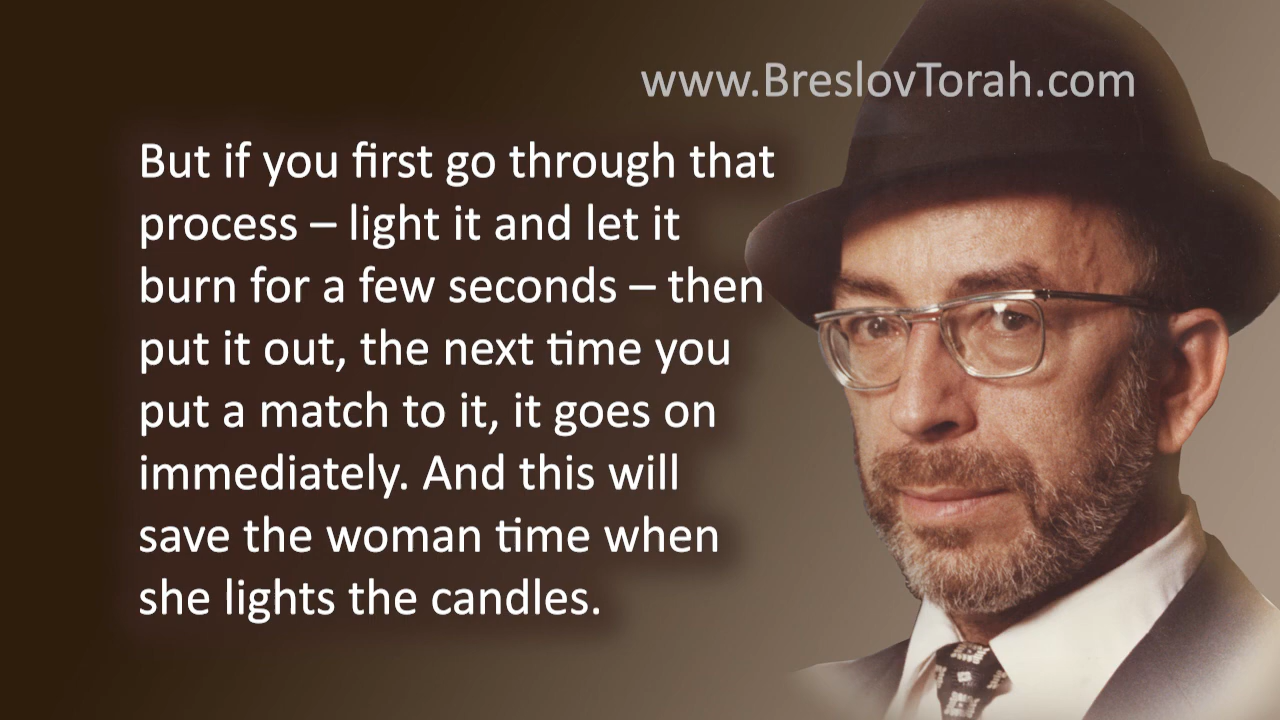 www.BreslovTorah.com
But if you first go through that
process – light it and let it
burn for a few seconds – then
put it out, the next time you
put a match to it, it goes on
immediately. And this will
save the woman time when
she lights the candles.